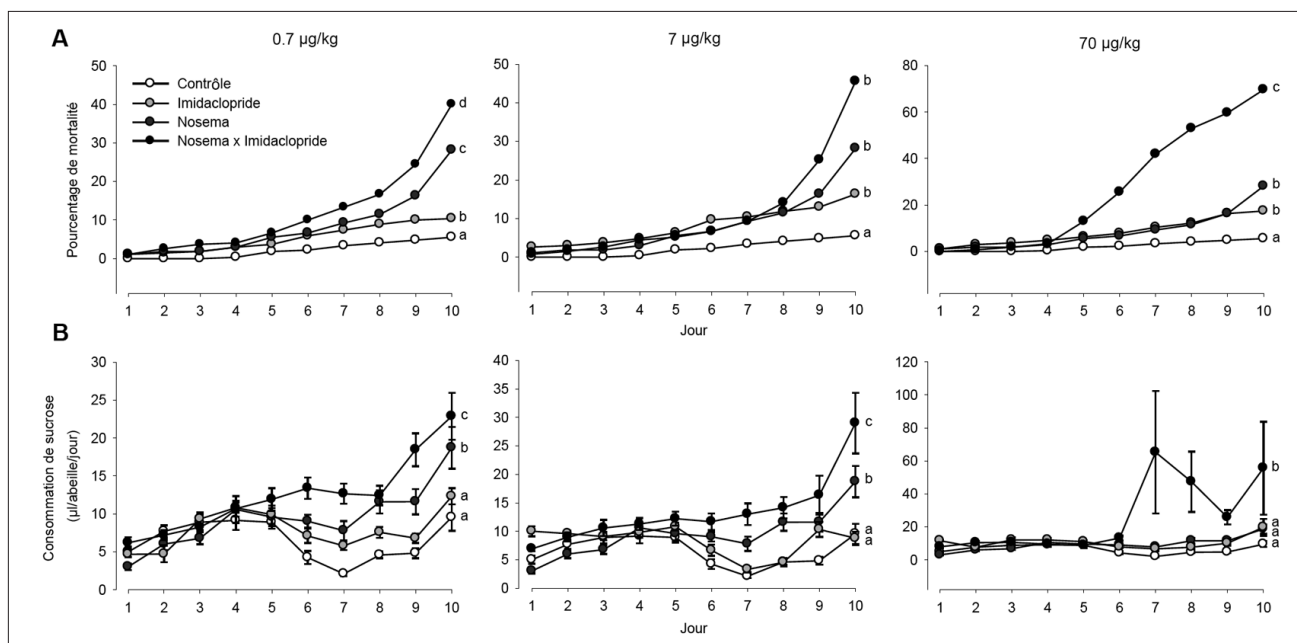 A
0.7 µg/kg
7 µg/kg
70 µg/kg
Pourcentage de mortalité
50
40
30
20
10
0
Contrôle
Imidaclopride
Nosema
Nosema x Imidaclopride
d
c
b
a
1 2 3 4 5 6 7 8 9 10
50
40
30
20
10
0
b
b
b
a
1 2 3 4 5 6 7 8 9 10
Jour
80
60
40
20
0
c
b
b
a
1 2 3 4 5 6 7 8 9 10
B
Consommation de sucrose
(µl/abeille/jour)
30
25
20
15
10
5
0
c
b
a
a
1 2 3 4 5 6 7 8 9 10
40
35
30
25
20
15
10
5
0
c
b
a
a
1 2 3 4 5 6 7 8 9 10
Jour
120
100
80
60
40
20
0
b
a
a
a
1 2 3 4 5 6 7 8 9 10